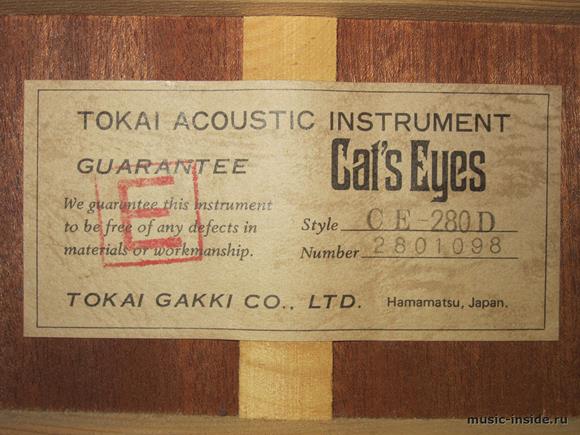 TOKAI ACOUSTIC INSTRUMENT
GUARANTEE
Cat's Eyes
E
We guarantee this instrument
to be free of any defects in
materials or workmanship.
Style CE-280D
Number 2801098
TOKAI GAKKI CO., LTD. Hamamatsu, Japan.
music-inside.ru